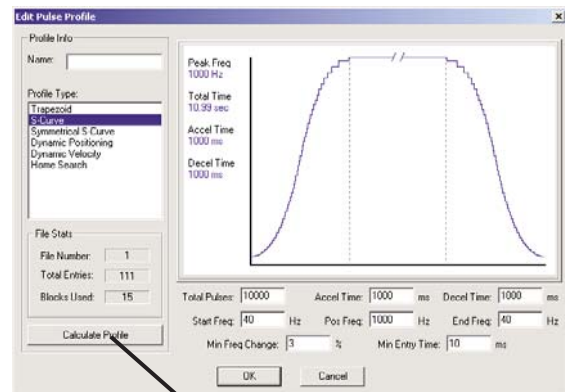 Edit Pulse Profile
Profile Info
Name:
Profile Type:
Trapezoid
S-Curve
Symmetrical S Curve
Dynamic Positioning
Dynamic Velocity
Home Search
File Stats
File Number: 1
Total Entries: 111
Blocks Used: 15
Calculate Profile
Peak Freq
1000 Hz
Total Time
10.99 sec
Accel Time
1000 ms
Decel Time
1000 ms
Total Pulses: 10000 Accel Time: 1000 ms Decel Time: 1000 ms
Start Freq: 40 Hz Pos Freq: 1000 Hz End Freq: 40 Hz
Min Freq Change: 3 % Min Entry Time: 10 ms
OK Cancel